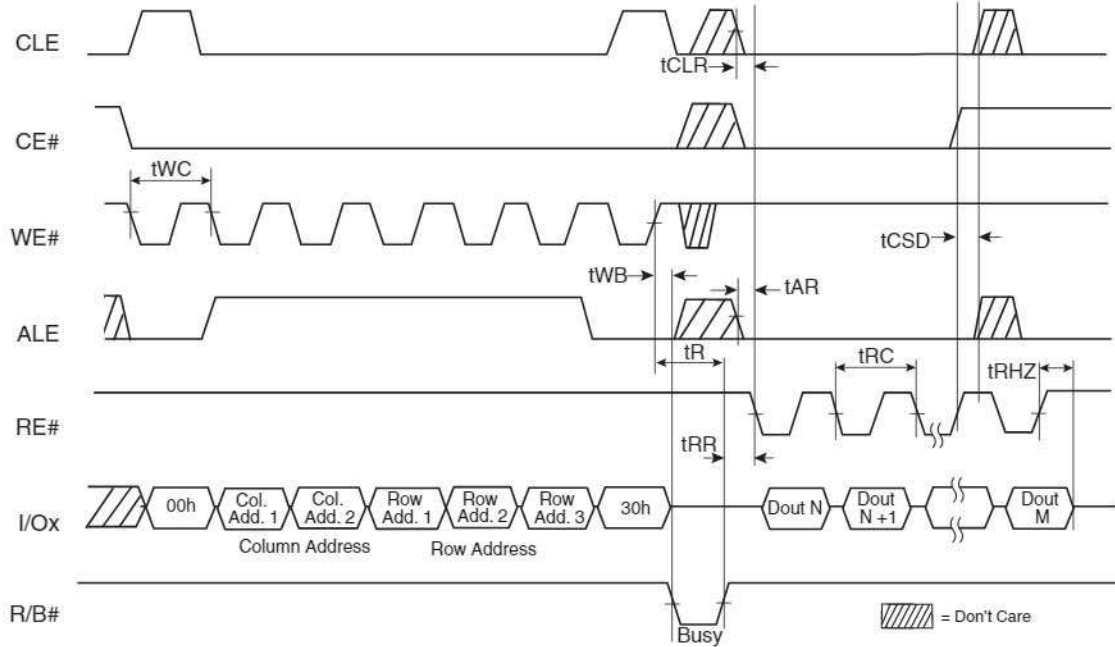 CLE
tCLR
CE#
tWC
WE#
tCSD
tWB
tAR
ALE
tR
tRC
tRHZ
RE#
tRR
I/Ox
00h
Col. Add. 1
Col. Add. 2
Row Add. 1
Row Add. 2
Row Add. 3
30h
Dout N
Dout N +1
Dout M
Column Address
Row Address
R/B#
Busy
= Don't Care